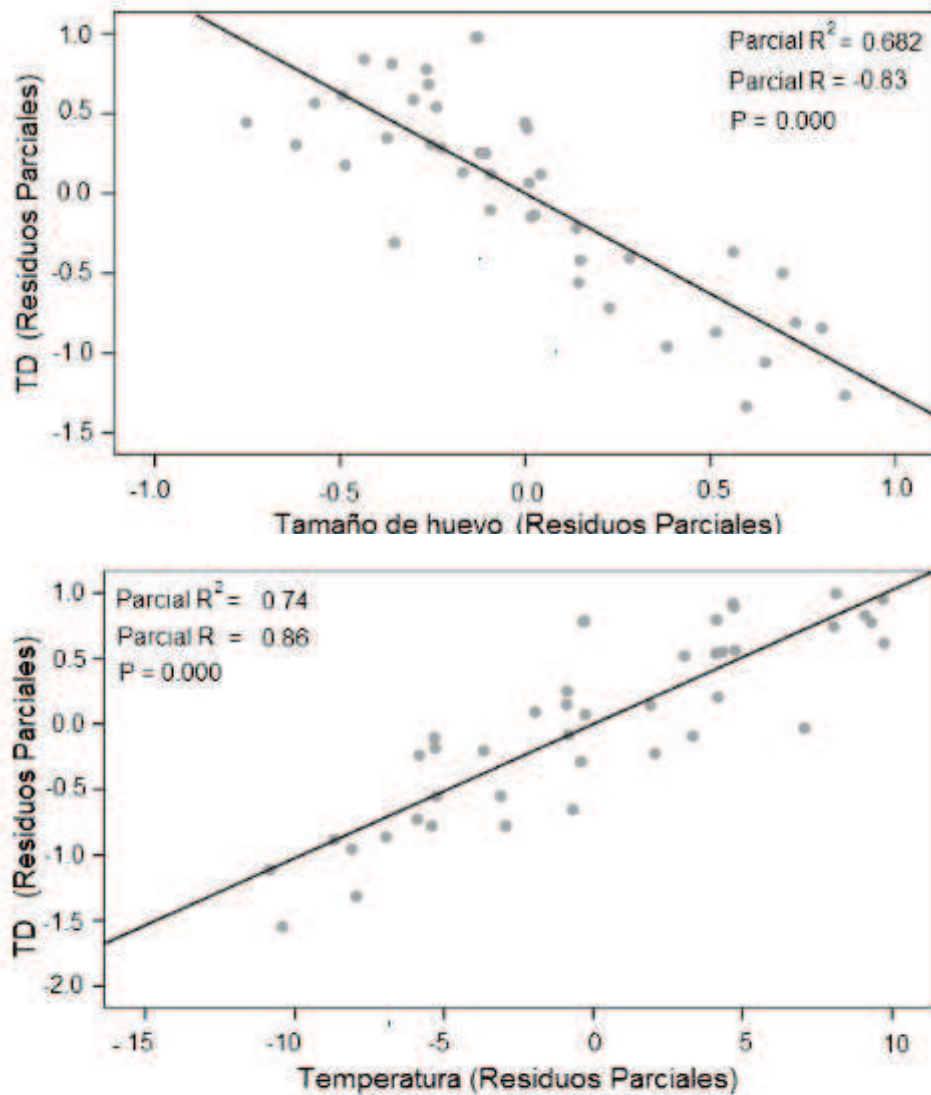 Parcial R² = 0.682
Parcial R = -0.83
P = 0.000
TD (Residuos Parciales)
1.0
0.5
0.0
-0.5
-1.0
-1.5
-1.0
-0.5
0.0
0.5
1.0
Tamaño de huevo (Residuos Parciales)
Parcial R² = 0.74
Parcial R = 0.86
P = 0.000
TD (Residuos Parciales)
1.0
0.5
0.0
-0.5
-1.0
-1.5
-2.0
-15
-10
-5
0
5
10
Temperatura (Residuos Parciales)